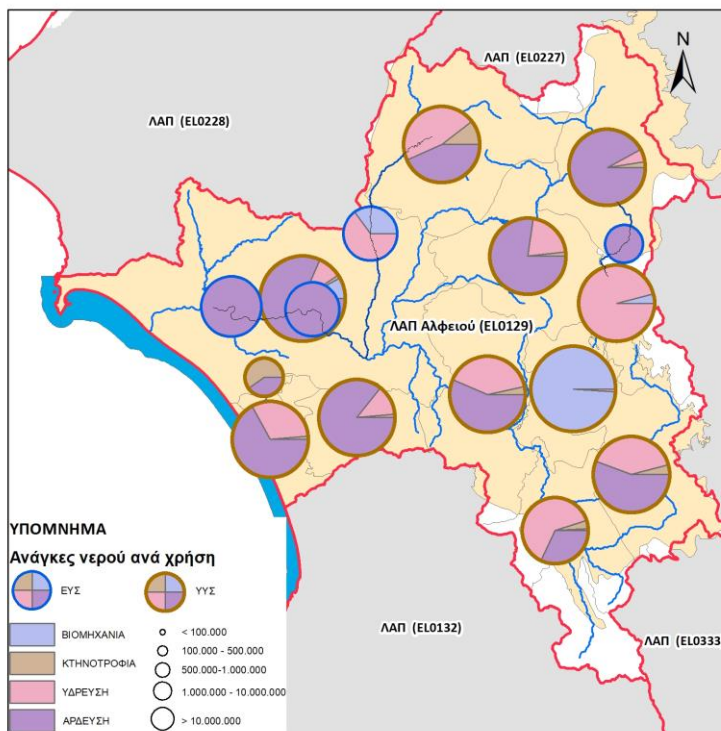 ΛΑΠ (EL0227)
N
ΛΑΠ (EL0228)
ΛΑΠ Αλφειού (EL0129)
ΥΠΟΜΝΗΜΑ
Ανάγκες νερού ανά χρήση
ΕΥΣ
ΥΥΣ
ΒΙΟΜΗΧΑΝΙΑ
ΚΤΗΝΟΤΡΟΦΙΑ
ΥΔΡΕΥΣΗ
ΑΡΔΕΥΣΗ
< 100.000
100.000 - 500.000
500.000-1.000.000
1.000.000 - 10.000.000
> 10.000.000
ΛΑΠ (EL0132)
ΛΑΠ (EL0333